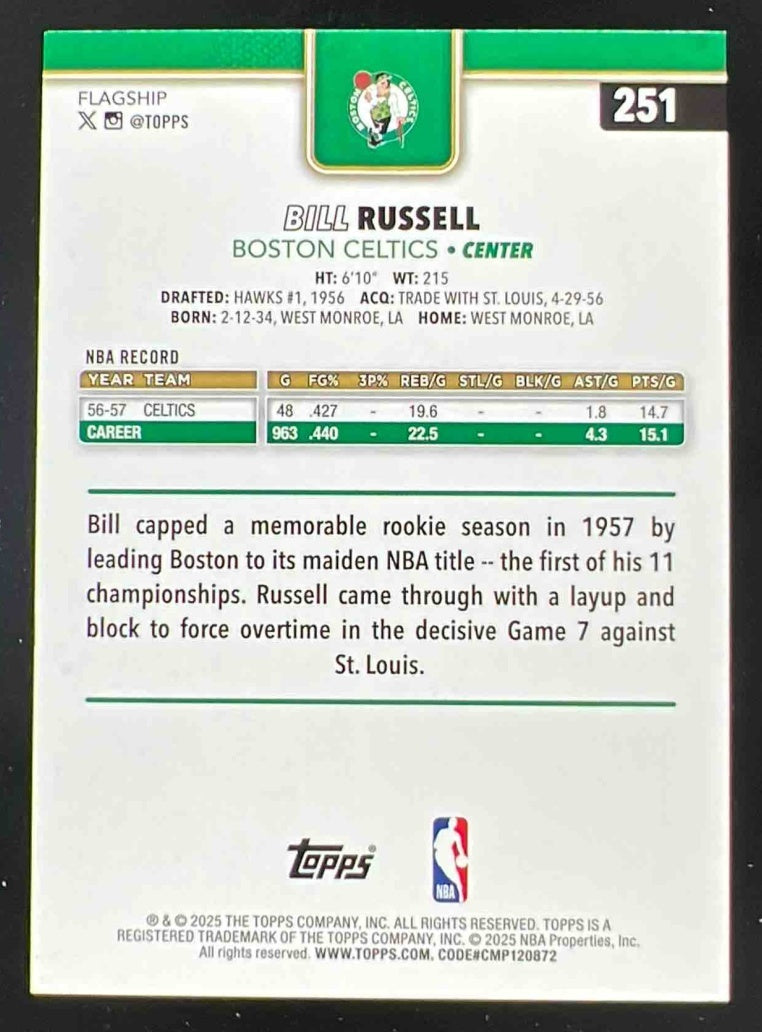 FLAGSHIP
251
X @TOPPS
BOSTON CELTICS
BILL RUSSELL
BOSTON CELTICS • CENTER
HT: 6'10" WT: 215
DRAFTED: HAWKS #1, 1956 ACQ: TRADE WITH ST. LOUIS, 4-29-56
BORN: 2-12-34, WEST MONROE, LA HOME: WEST MONROE, LA
NBA RECORD
YEAR TEAM G FG% 3P% REB/G STL/G BLK/G AST/G PTS/G
56-57 CELTICS 48 .427 - 19.6 - - 1.8 14.7
CAREER 963 .440 - 22.5 - - 4.3 15.1
Bill capped a memorable rookie season in 1957 by
leading Boston to its maiden NBA title -- the first of his 11
championships. Russell came through with a layup and
block to force overtime in the decisive Game 7 against
St. Louis.
topps®
NBA
® & © 2025 THE TOPPS COMPANY, INC. ALL RIGHTS RESERVED. TOPPS IS A
REGISTERED TRADEMARK OF THE TOPPS COMPANY, INC. © 2025 NBA Properties, Inc.
All rights reserved. WWW.TOPPS.COM. CODE#CMP120872